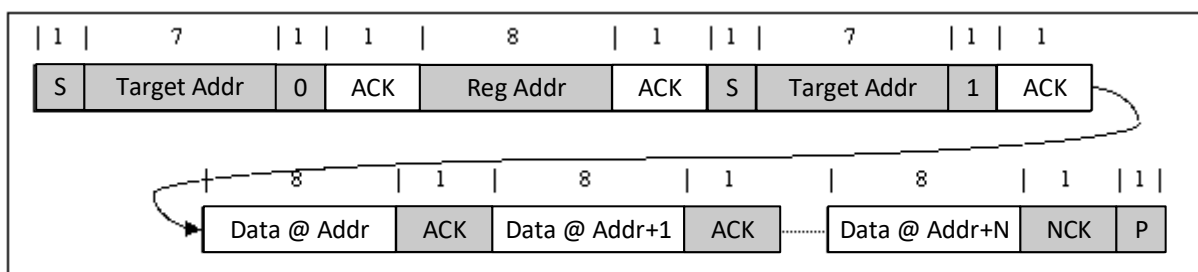 | 1 | 7 | 1 | 1 | 8 | 1 | 1 | 7 | 1 | 1
S Target Addr 0 ACK Reg Addr ACK S Target Addr 1 ACK
| 8 | 1 | 8 | 1 | 8 | 1 | 1 |
Data @ Addr ACK Data @ Addr+1 ACK Data @ Addr+N NCK P